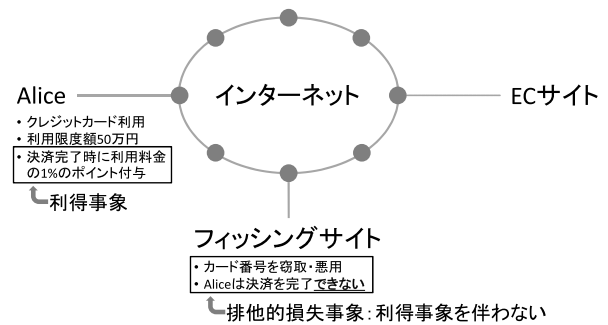 インターネット
Alice
ECサイト
• クレジットカード利用
• 利用限度額50万円
• 決済完了時に利用料金
の1%のポイント付与
利得事象
フィッシングサイト
• カード番号を窃取・悪用
• Aliceは決済を完了できない
排他的損失事象：利得事象を伴わない